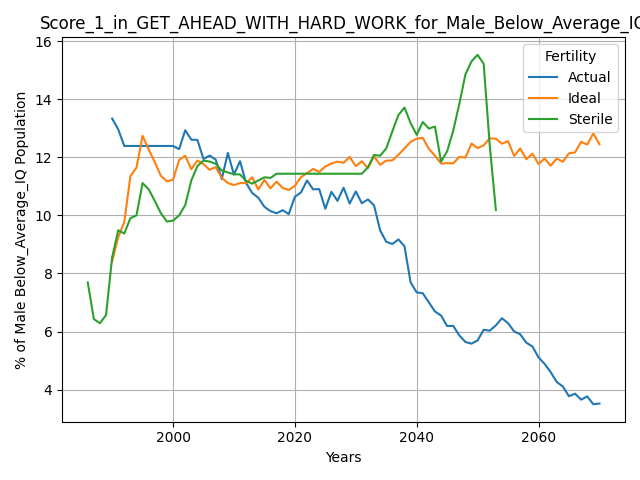 Score_1_in_GET_AHEAD_WITH_HARD_WORK_for_Male_Below_Average_IQ
16
14
12
10
8
6
4
% of Male Below_Average_IQ Population
Fertility
Actual
Ideal
Sterile
2000
2020
2040
2060
Years